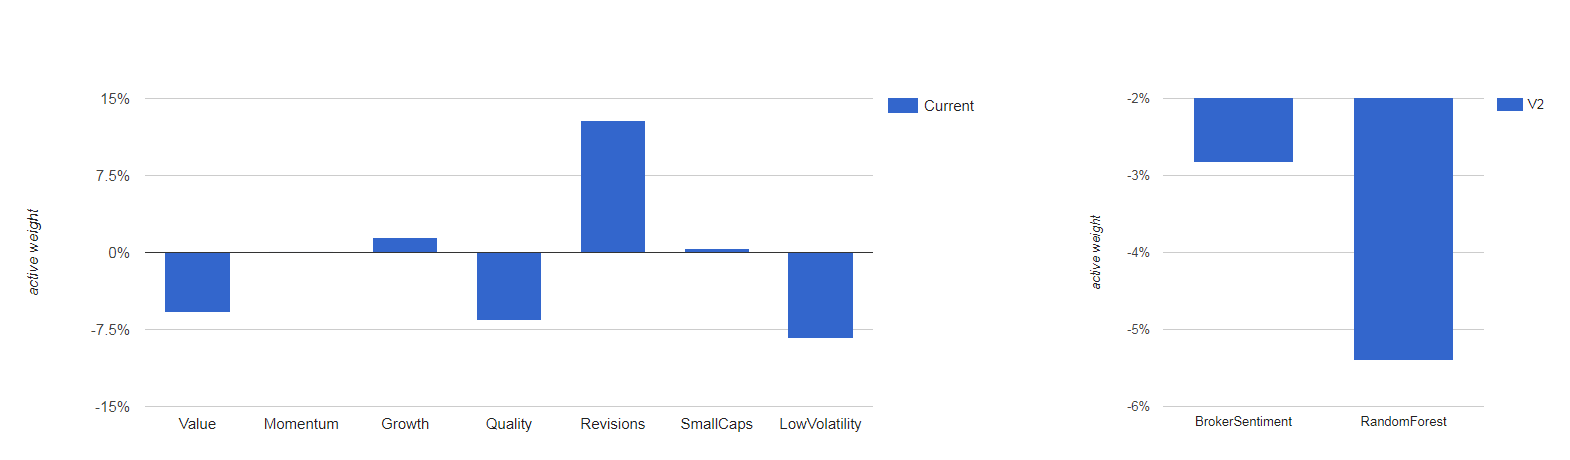 active weight
15%
7.5%
0%
-7.5%
-15%
Value Momentum Growth Quality Revisions SmallCaps LowVolatility
Current
active weight
-2%
-3%
-4%
-5%
-6%
BrokerSentiment RandomForest
V2